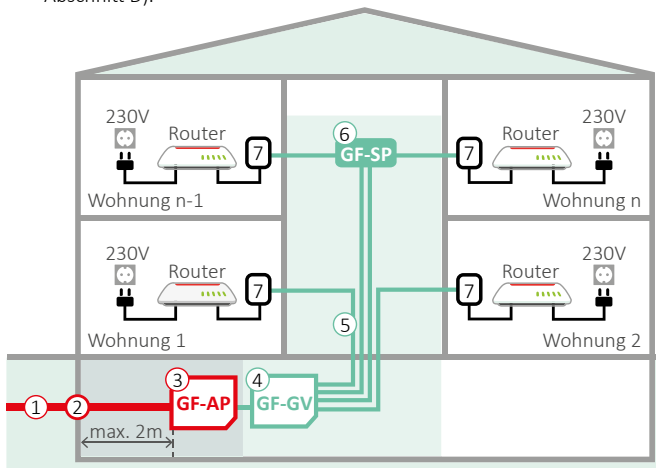 Abschnitt D).
230V
Router
7
Wohnung n-1
6
GF-SP
7
Router
230V
Wohnung n
230V
Router
7
Wohnung 1
5
7
Router
230V
Wohnung 2
1
2
3
GF-AP
4
GF-GV
max. 2m